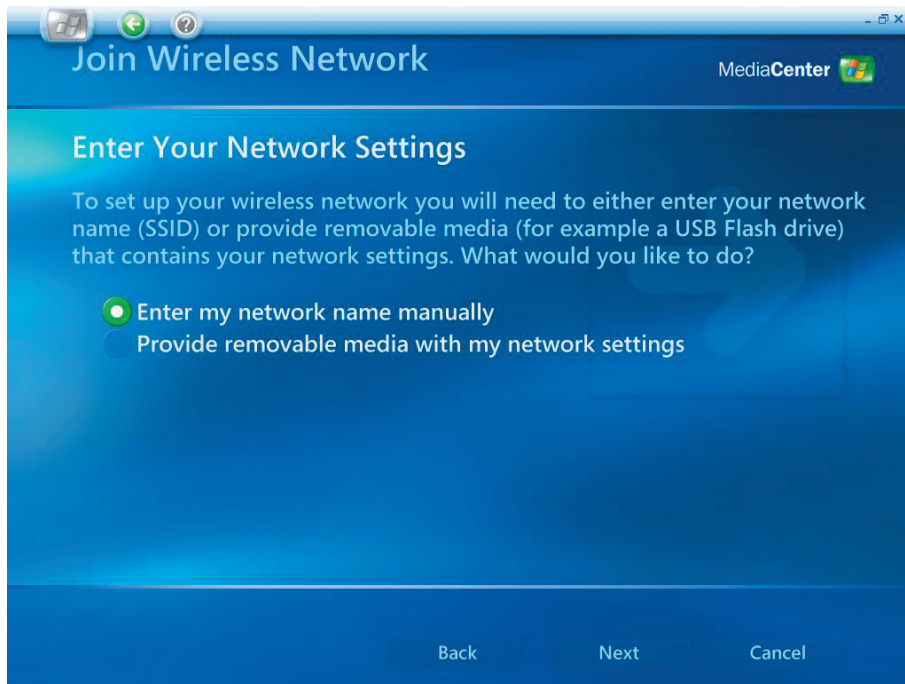 Join Wireless Network
MediaCenter
Enter Your Network Settings
To set up your wireless network you will need to either enter your network
name (SSID) or provide removable media (for example a USB Flash drive)
that contains your network settings. What would you like to do?
Enter my network name manually
Provide removable media with my network settings
Back Next Cancel